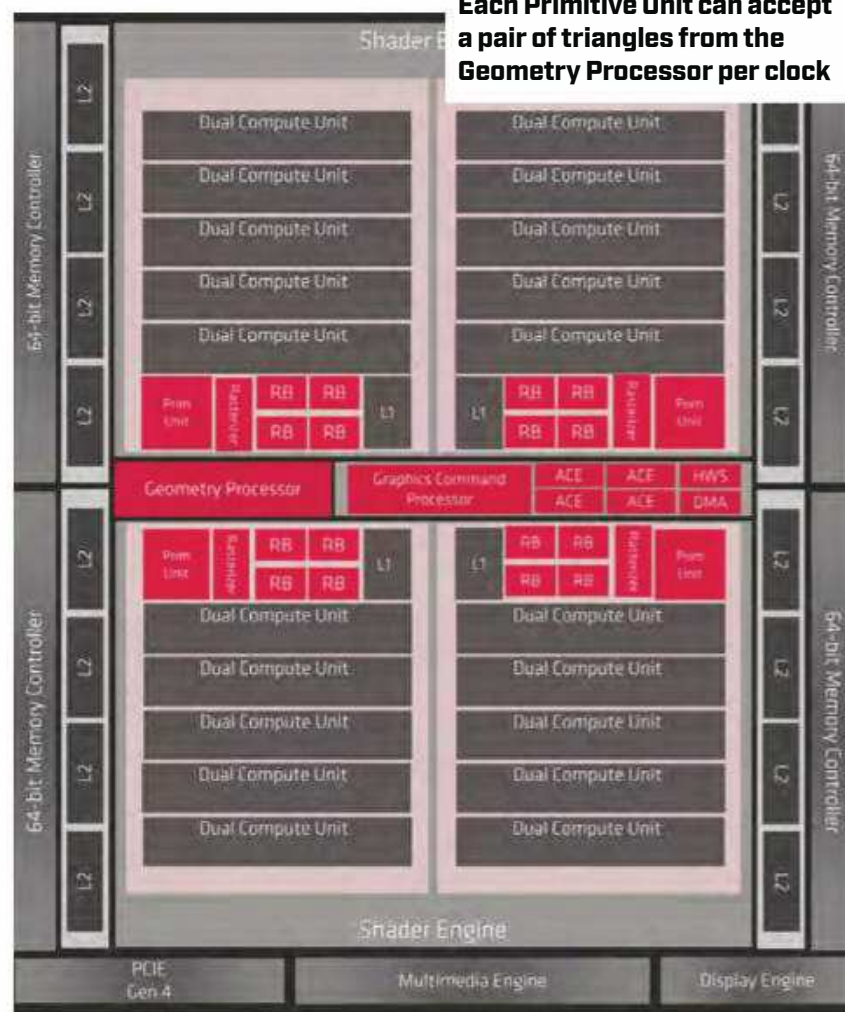 Each Primitive Unit can accept
a pair of triangles from the
Geometry Processor per clock
Shader E
64-bit Memory Controller
L2
L2
L2
L2
Dual Compute Unit
Dual Compute Unit
Dual Compute Unit
Dual Compute Unit
Dual Compute Unit
Prim
Unit
Rasterizer
RB RB
RB RB
L1
Dual Compute Unit
Dual Compute Unit
Dual Compute Unit
Dual Compute Unit
Dual Compute Unit
L1
RB RB
RB RB
Rasterizer
Prim
Unit
L2
L2
L2
64-bit Memory Controller
Geometry Processor
Graphics Command
Processor
ACE ACE HWS
ACE ACE DMA
64-bit Memory Controller
L2
L2
L2
L2
Prim
Unit
Rasterizer
RB RB
RB RB
L1
Dual Compute Unit
Dual Compute Unit
Dual Compute Unit
Dual Compute Unit
Dual Compute Unit
L1
RB RB
RB RB
Rasterizer
Prim
Unit
Dual Compute Unit
Dual Compute Unit
Dual Compute Unit
Dual Compute Unit
Dual Compute Unit
L2
L2
L2
L2
64-bit Memory Controller
Shader Engine
PCIE
Gen 4
Multimedia Engine
Display Engine